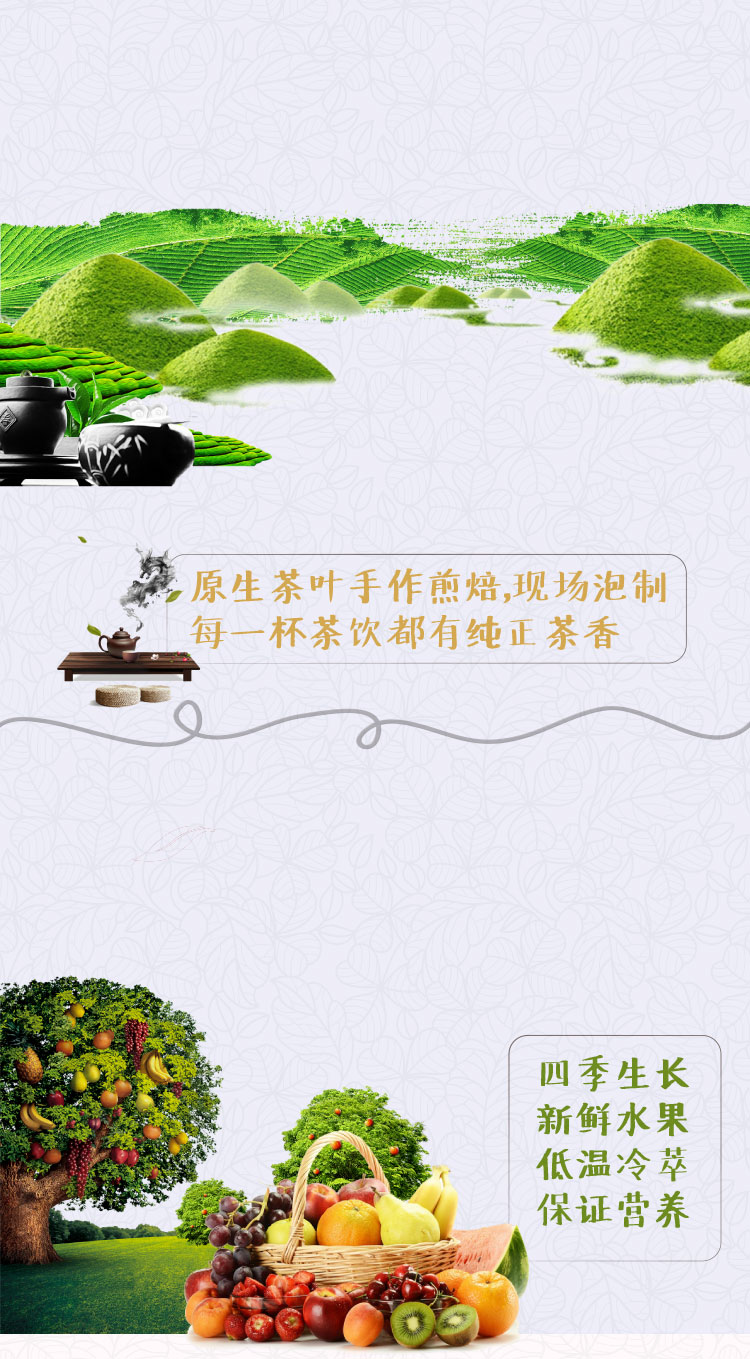 原生茶叶手作煎焙,现场泡制
每一杯茶饮都有纯正茶香
四季生长
新鲜水果
低温冷萃
保证营养